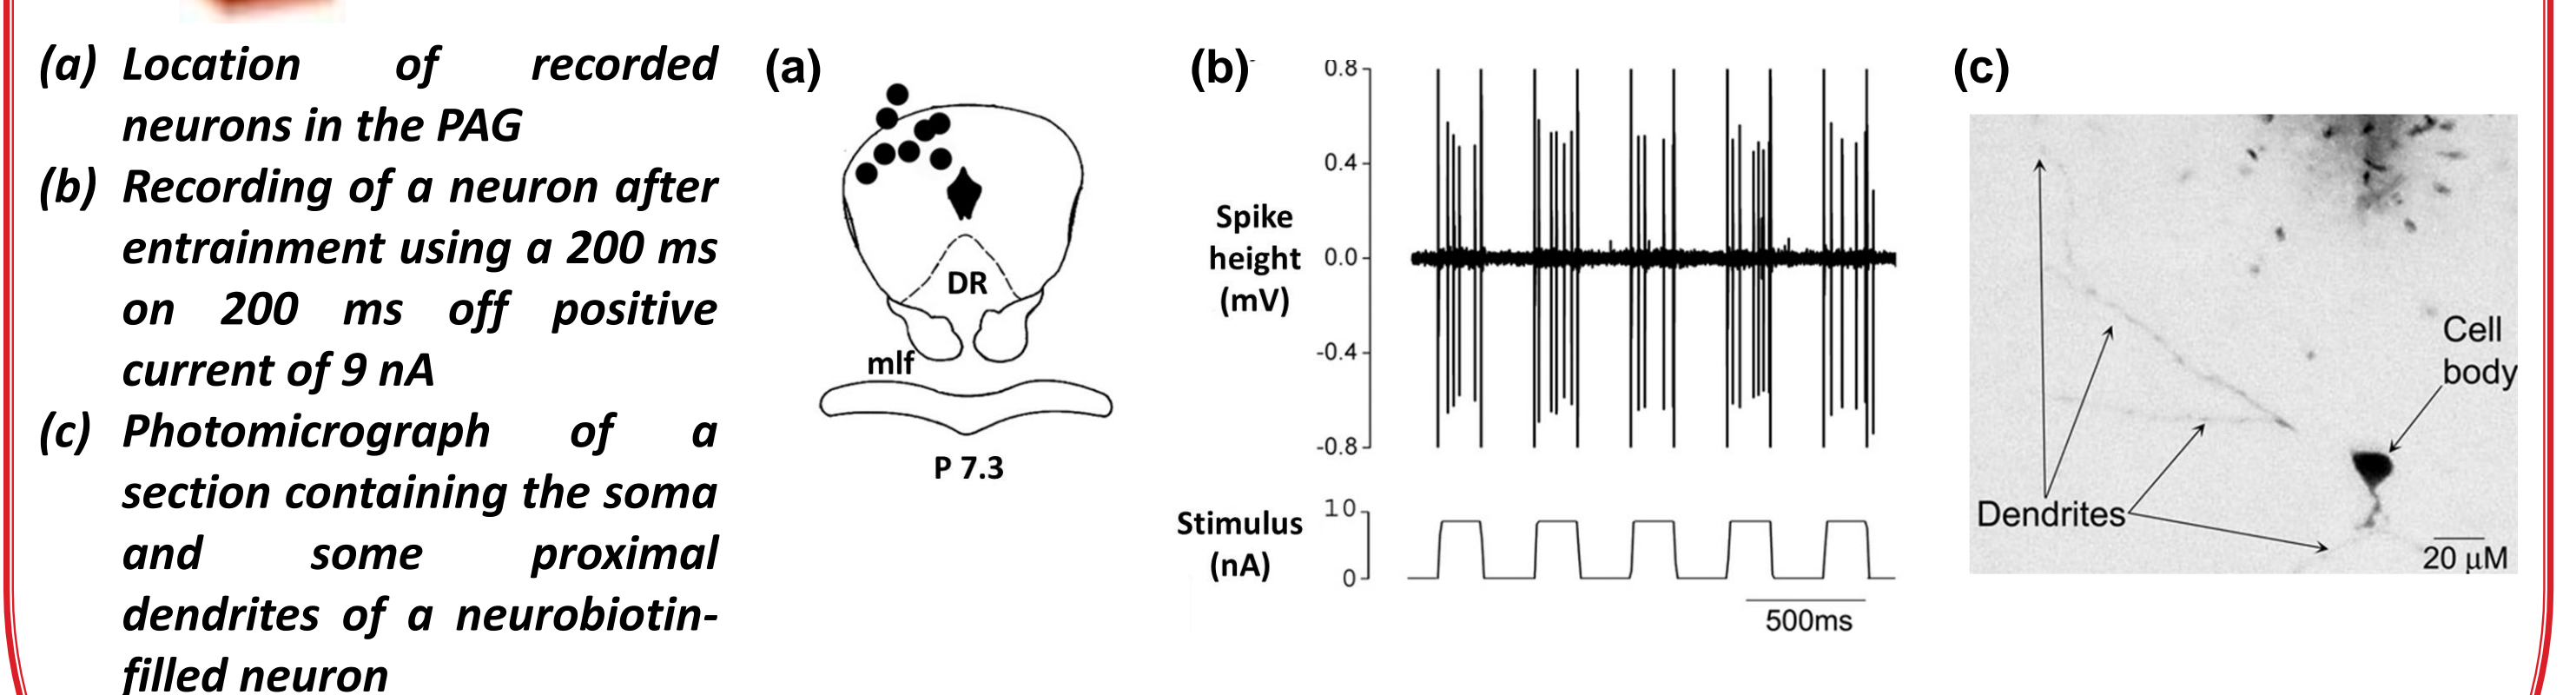 (a) Location of recorded
neurons in the PAG
(b) Recording of a neuron after
entrainment using a 200 ms
on 200 ms off positive
current of 9 nA
(c) Photomicrograph of a
section containing the soma
and some proximal
dendrites of a neurobiotin-
filled neuron
(a)
DR
mlf
P 7.3
(b)
0.8
0.4
0.0
-0.4
-0.8
Spike
height
(mV)
Stimulus
(nA)
10
0
500ms
(c)
Cell
body
Dendrites
20 µM